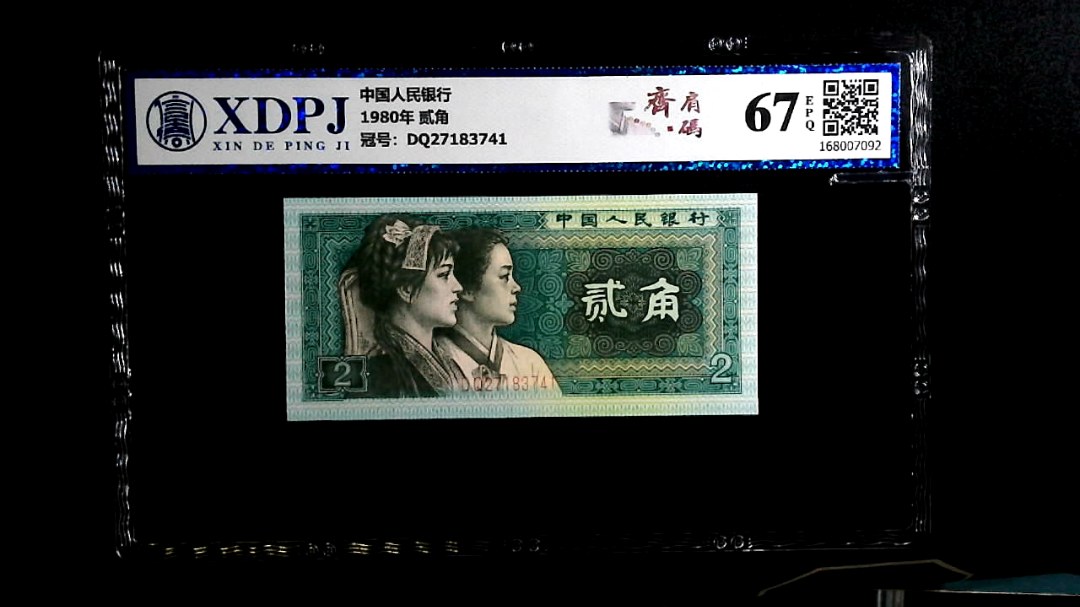 XDPJ
XIN DE PING JI
中国人民银行
1980年 贰角
冠号: DQ27183741
齊肩碼
67
EPQ
168007092
中国人民银行
贰角
2
2
DQ27183741